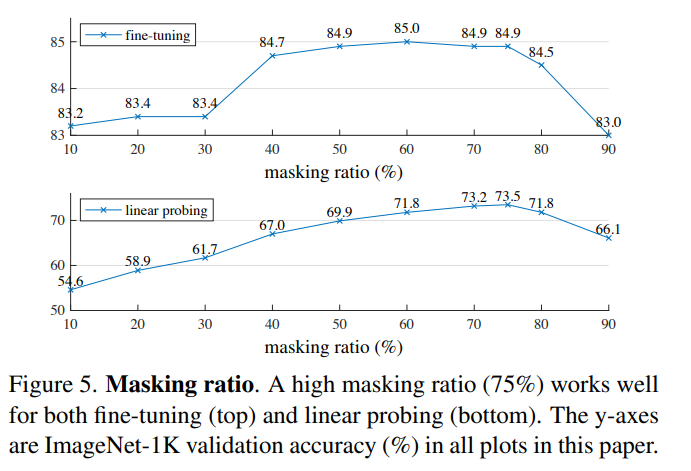 fine-tuning
85
84
83
83.2
83.4
83.4
84.7
84.9
85.0
84.9
84.9
84.5
83.0
10 20 30 40 50 60 70 80 90
masking ratio (%)
linear probing
70
60
50
54.6
58.9
61.7
67.0
69.9
71.8
73.2
73.5
71.8
66.1
10 20 30 40 50 60 70 80 90
masking ratio (%)
Figure 5. Masking ratio. A high masking ratio (75%) works well
for both fine-tuning (top) and linear probing (bottom). The y-axes
are ImageNet-1K validation accuracy (%) in all plots in this paper.